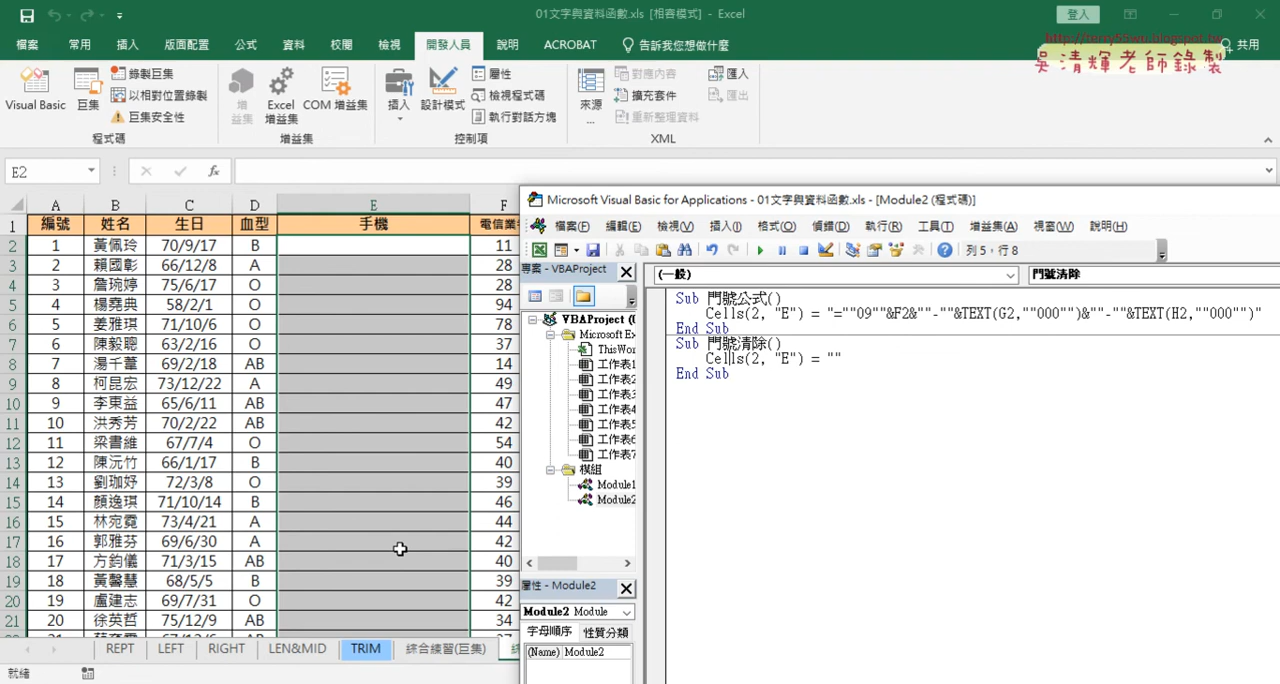 01文字與資料函數.xls [相容模式] - Excel
登入
http://terry55wu.blogspot.tw
吳清輝老師錄製
檔案 常用 插入 版面配置 公式 資料 校閱 檢視 開發人員 說明 ACROBAT 告訴我您想做什麼 共用
Visual Basic 巨集 錄製巨集 以相對位置錄製 巨集安全性
增益集 Excel 增益集 COM 增益集
插入 設計模式 屬性 檢視程式碼 執行對話方塊
來源... 對應內容 擴充套件 重新整理資料 匯入 匯出
程式碼 增益集 控制項 XML
E2 fx
A B C D E F
1 編號 姓名 生日 血型 手機
2 1 黃佩玲 70/9/17 B 11
3 2 賴國彰 66/12/8 A 28
4 3 詹琬婷 75/6/17 O 28
5 4 楊堯典 58/2/1 O 94
6 5 姜雅琪 71/10/6 O 78
7 6 陳毅聰 63/2/16 O 37
8 7 湯千葦 69/2/18 AB 14
9 8 柯昆宏 73/12/22 A 49
10 9 李東益 65/6/11 AB 47
11 10 洪秀芳 70/2/22 AB 42
12 11 梁書維 67/7/4 O 54
13 12 陳沅竹 66/1/17 B 40
14 13 劉珈妤 72/3/8 O 39
15 14 顏逸琪 71/10/14 B 46
16 15 林宛霓 73/4/21 A 44
17 16 郭雅芬 69/6/30 A 42
18 17 方鈞儀 71/3/15 AB 40
19 18 黃馨慧 68/5/5 B 39
20 19 盧建志 69/7/31 O 42
21 20 徐英哲 75/12/9 AB 34
REPT LEFT RIGHT LEN&MID TRIM 綜合練習(巨集)
就緒
Microsoft Visual Basic for Applications - 01文字與資料函數.xls - [Module2 (程式碼)]
檔案(F) 編輯(E) 檢視(V) 插入(I) 格式(O) 偵錯(D) 執行(R) 工具(T) 增益集(A) 視窗(W) 說明(H)
列 5，行 8
專案 - VBAProject
VBAProject (
Microsoft Ex
ThisWor
工作表1
工作表2
工作表3
工作表4
工作表5
工作表6
工作表7
模組
Module1
Module2
屬性 - Module2
Module2 Module
字母順序 性質分類
(Name) Module2
(一般) 門號清除
Sub 門號公式()
Cells(2, "E") = "=""09""&F2&""-""&TEXT(G2,""000"")&""-""&TEXT(H2,""000"")"
End Sub
Sub 門號清除()
Cells(2, "E") = ""
End Sub